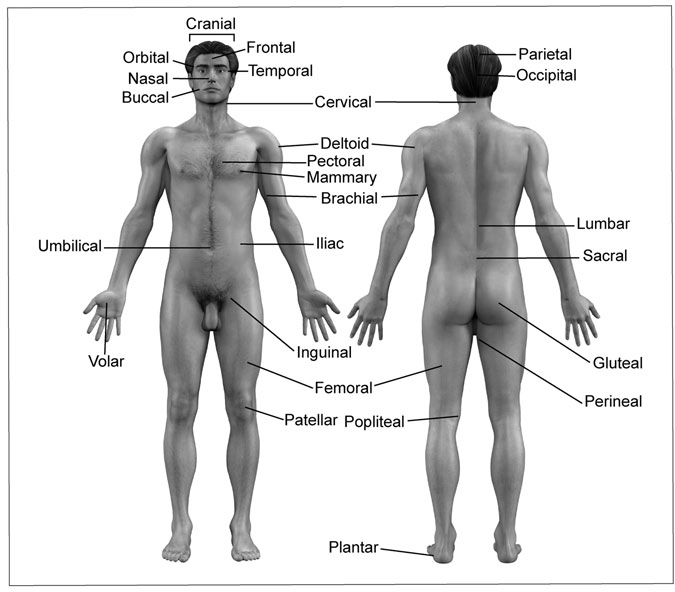 Cranial
Orbital
Frontal
Nasal
Temporal
Buccal
Cervical
Deltoid
Pectoral
Mammary
Brachial
Umbilical
Iliac
Volar
Inguinal
Femoral
Patellar
Parietal
Occipital
Lumbar
Sacral
Gluteal
Perineal
Popliteal
Plantar